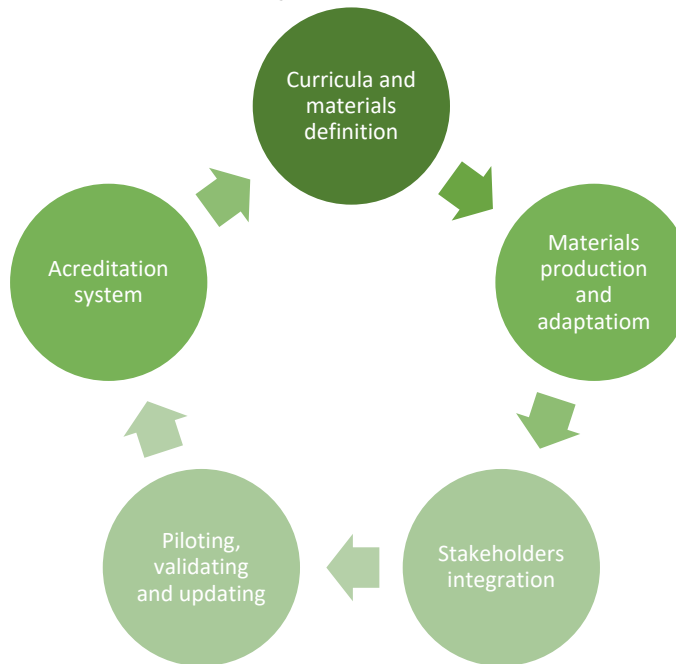 Curricula and
materials
definition
Materials
production
and
adaptatiom
Stakeholders
integration
Piloting,
validating
and updating
Acreditation
system